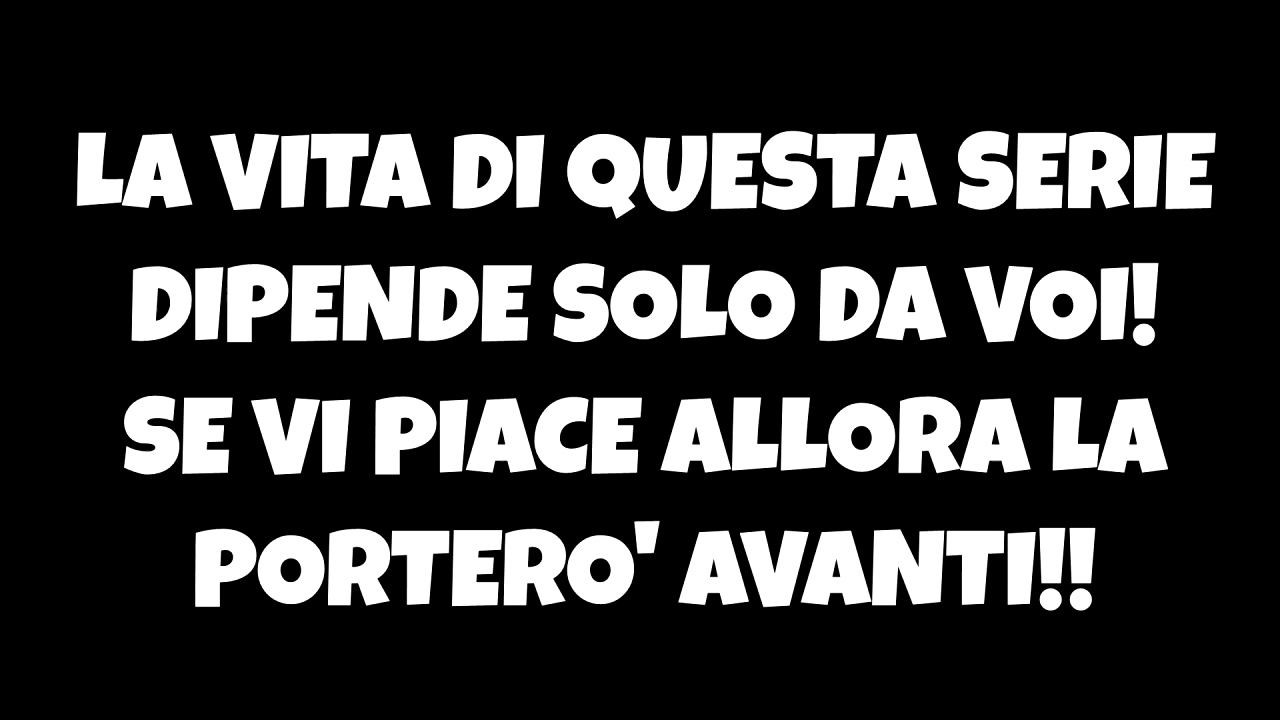 LA VITA DI QUESTA SERIE
DIPENDE SOLO DA VOI!
SE VI PIACE ALLORA LA
PORTERO' AVANTI!!